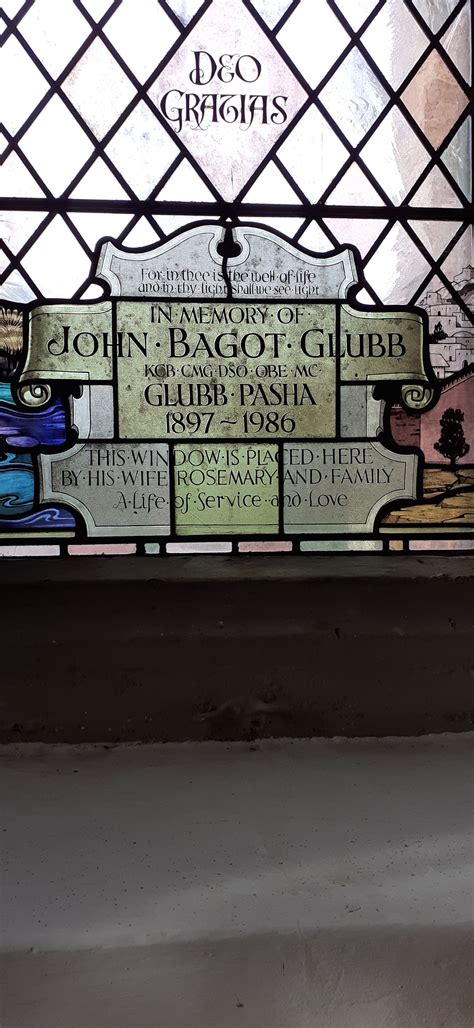 DEO
GRATIAS
For in thee is the well of life
and in thy light shall we see light
IN MEMORY OF
JOHN·BAGOT·GLUBB
KCB·CMG·DSO·OBE·MC·
GLUBB·PASHA
1897·1986
THIS·WINDOW·IS·PLACED·HERE
BY·HIS·WIFE·ROSEMARY·AND·FAMILY
A·Life·of·Service·and·Love